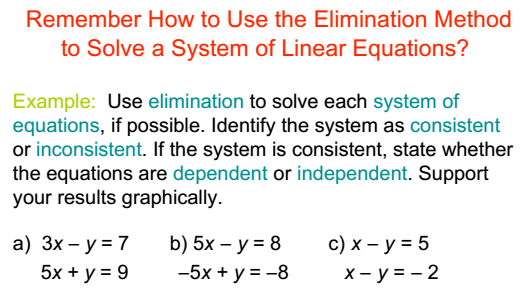 Remember How to Use the Elimination Method
to Solve a System of Linear Equations?
Example: Use elimination to solve each system of
equations, if possible. Identify the system as consistent
or inconsistent. If the system is consistent, state whether
the equations are dependent or independent. Support
your results graphically.
a) 3x – y = 7 b) 5x – y = 8 c) x – y = 5
5x + y = 9 –5x + y = –8 x – y = – 2